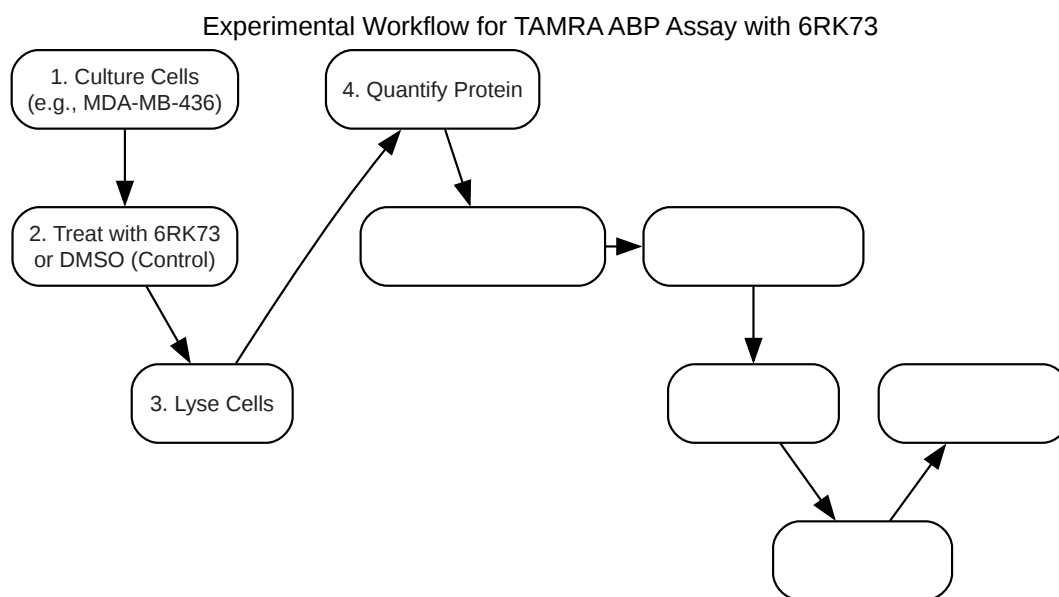 Experimental Workflow for TAMRA ABP Assay with 6RK73
1. Culture Cells
(e.g., MDA-MB-436)
2. Treat with 6RK73
or DMSO (Control)
3. Lyse Cells
4. Quantify Protein